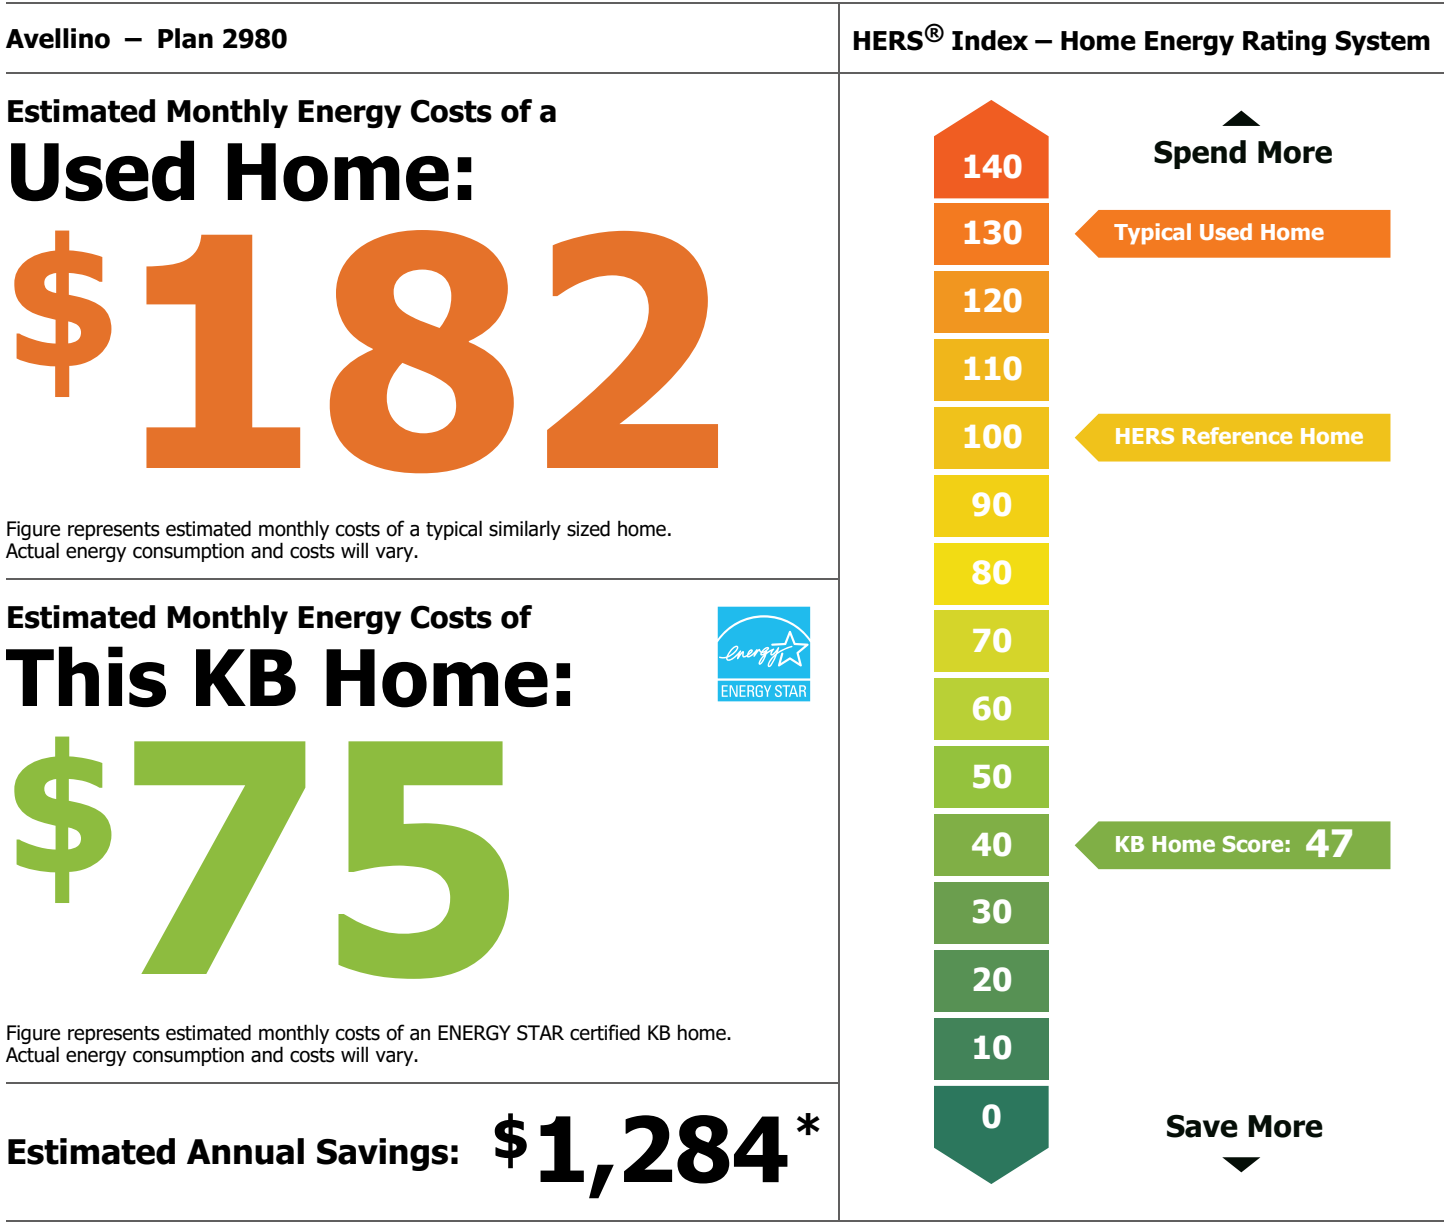 Avellino – Plan 2980
Estimated Monthly Energy Costs of a
Used Home:
$182
Figure represents estimated monthly costs of a typical similarly sized home.
Actual energy consumption and costs will vary.
Estimated Monthly Energy Costs of
This KB Home:
energy
ENERGY STAR
$75
Figure represents estimated monthly costs of an ENERGY STAR certified KB home.
Actual energy consumption and costs will vary.
Estimated Annual Savings: $1,284*
HERS® Index – Home Energy Rating System
Spend More
140
130 Typical Used Home
120
110
100 HERS Reference Home
90
80
70
60
50
40 KB Home Score: 47
30
20
10
0
Save More